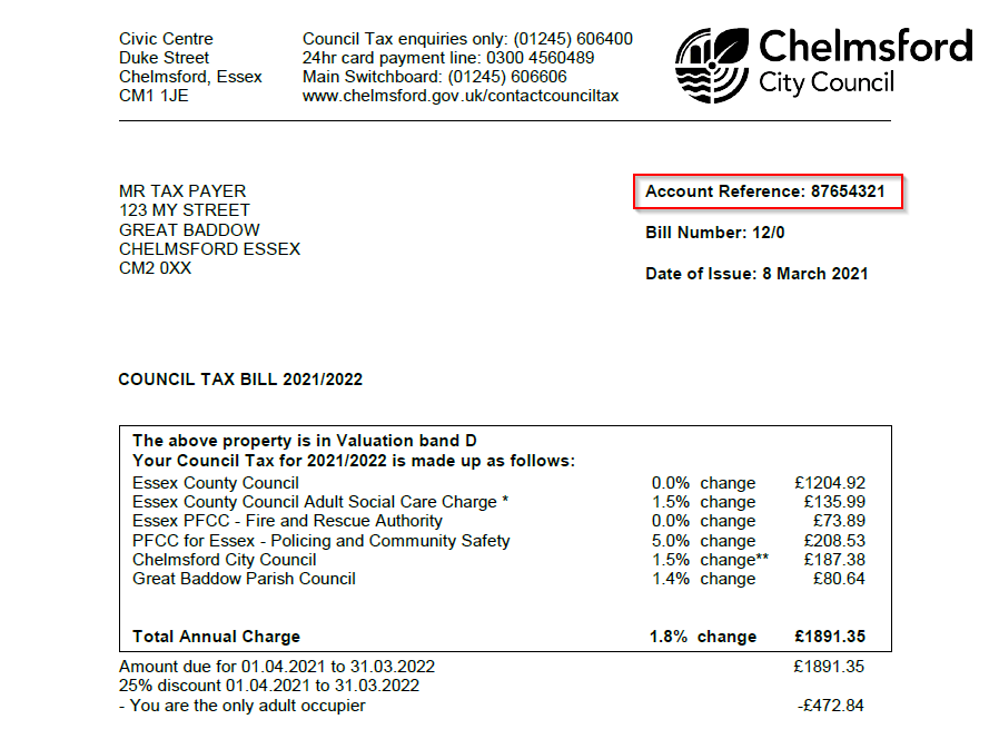 Civic Centre
Duke Street
Chelmsford, Essex
CM1 1JE
Council Tax enquiries only: (01245) 606400
24hr card payment line: 0300 4560489
Main Switchboard: (01245) 606606
www.chelmsford.gov.uk/contactcounciltax
Chelmsford
City Council
MR TAX PAYER
123 MY STREET
GREAT BADDOW
CHELMSFORD ESSEX
CM2 0XX
Account Reference: 87654321
Bill Number: 12/0
Date of Issue: 8 March 2021
COUNCIL TAX BILL 2021/2022
The above property is in Valuation band D
Your Council Tax for 2021/2022 is made up as follows:
Essex County Council 0.0% change £1204.92
Essex County Council Adult Social Care Charge * 1.5% change £135.99
Essex PFCC - Fire and Rescue Authority 0.0% change £73.89
PFCC for Essex - Policing and Community Safety 5.0% change £208.53
Chelmsford City Council 1.5% change** £187.38
Great Baddow Parish Council 1.4% change £80.64
Total Annual Charge 1.8% change £1891.35
Amount due for 01.04.2021 to 31.03.2022 £1891.35
25% discount 01.04.2021 to 31.03.2022
- You are the only adult occupier -£472.84